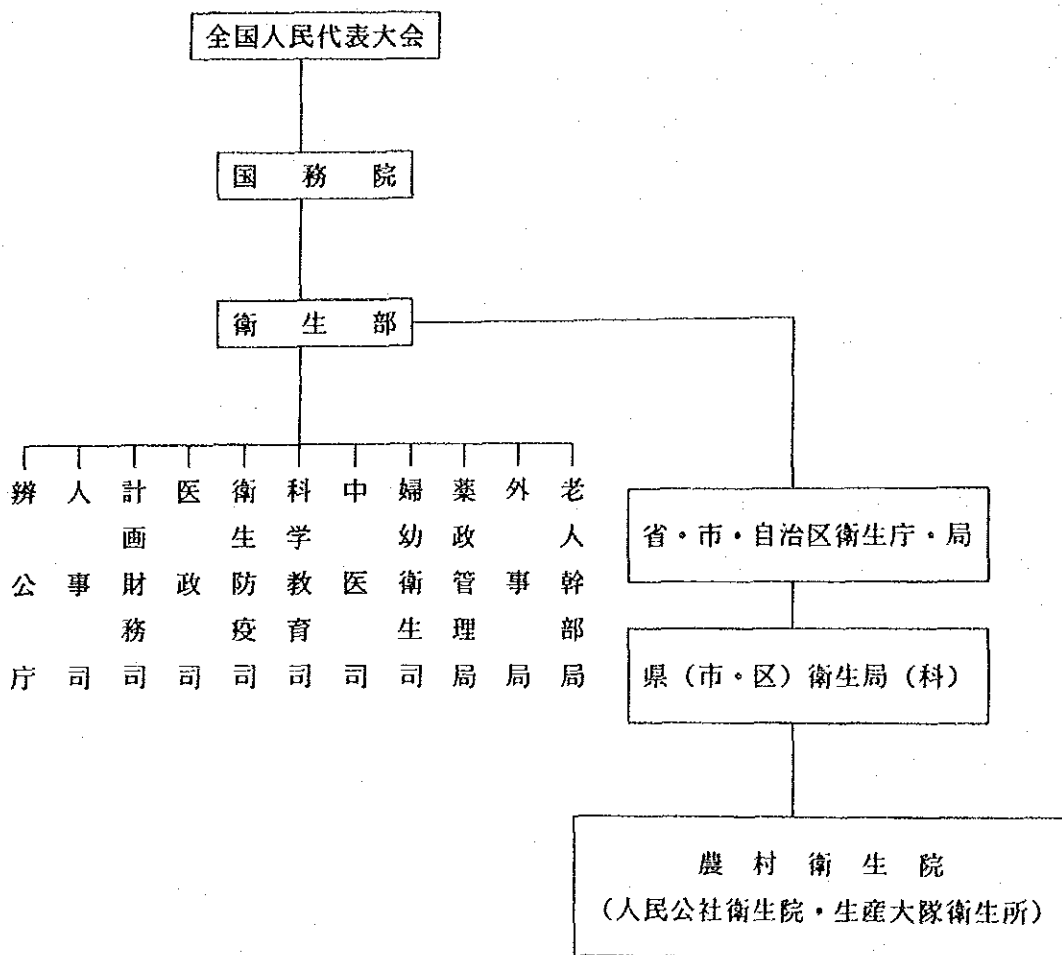 全国人民代表大会
国務院
衛生部
辨公庁
人事司
計画財務司
医政司
衛生防疫司
科学教育司
中医司
婦幼衛生司
薬政管理局
外事局
老人幹部局
省・市・自治区衛生庁・局
県（市・区）衛生局（科）
農村衛生院
（人民公社衛生院・生産大隊衛生所）